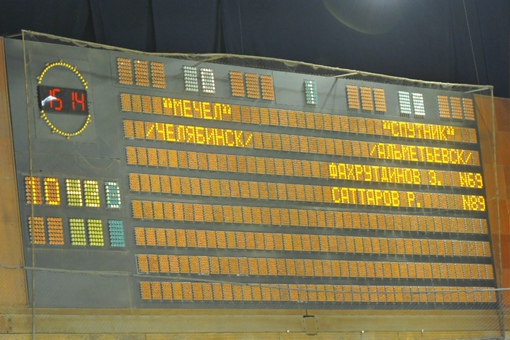 15 14
"МЕЧЕЛ" "СПУТНИК"
/ЧЕЛЯБИНСК/ /АЛЬМЕТЬЕВСК/
ФАХРУТДИНОВ З. N69
САТТАРОВ Р. N89